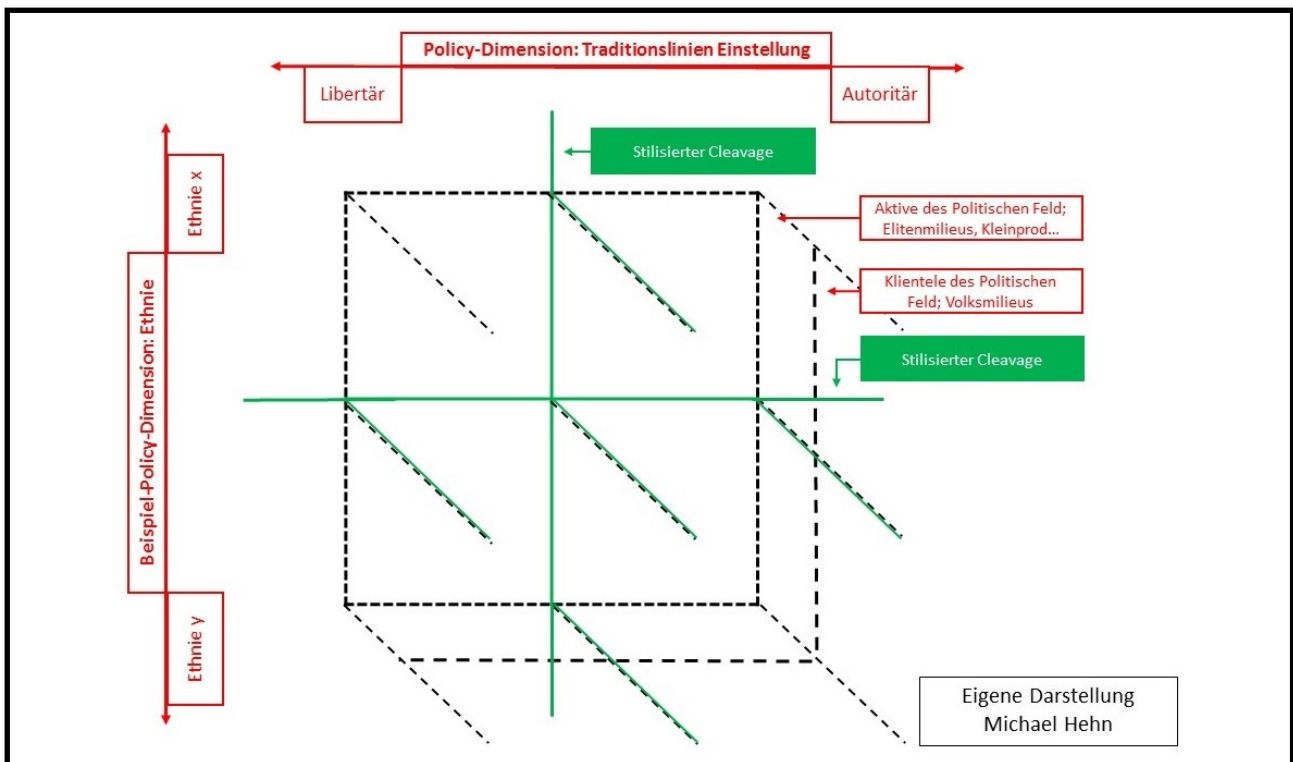 Policy-Dimension: Traditionslinien Einstellung
Libertär
Autoritär
Stilisierter Cleavage
Ethnie x
Aktive des Politischen Feld;
Elitenmilieus, Kleinprod...
Klientele des Politischen
Feld; Volksmilieus
Beispiel-Policy-Dimension: Ethnie
Stilisierter Cleavage
Ethnie y
Eigene Darstellung
Michael Hehn